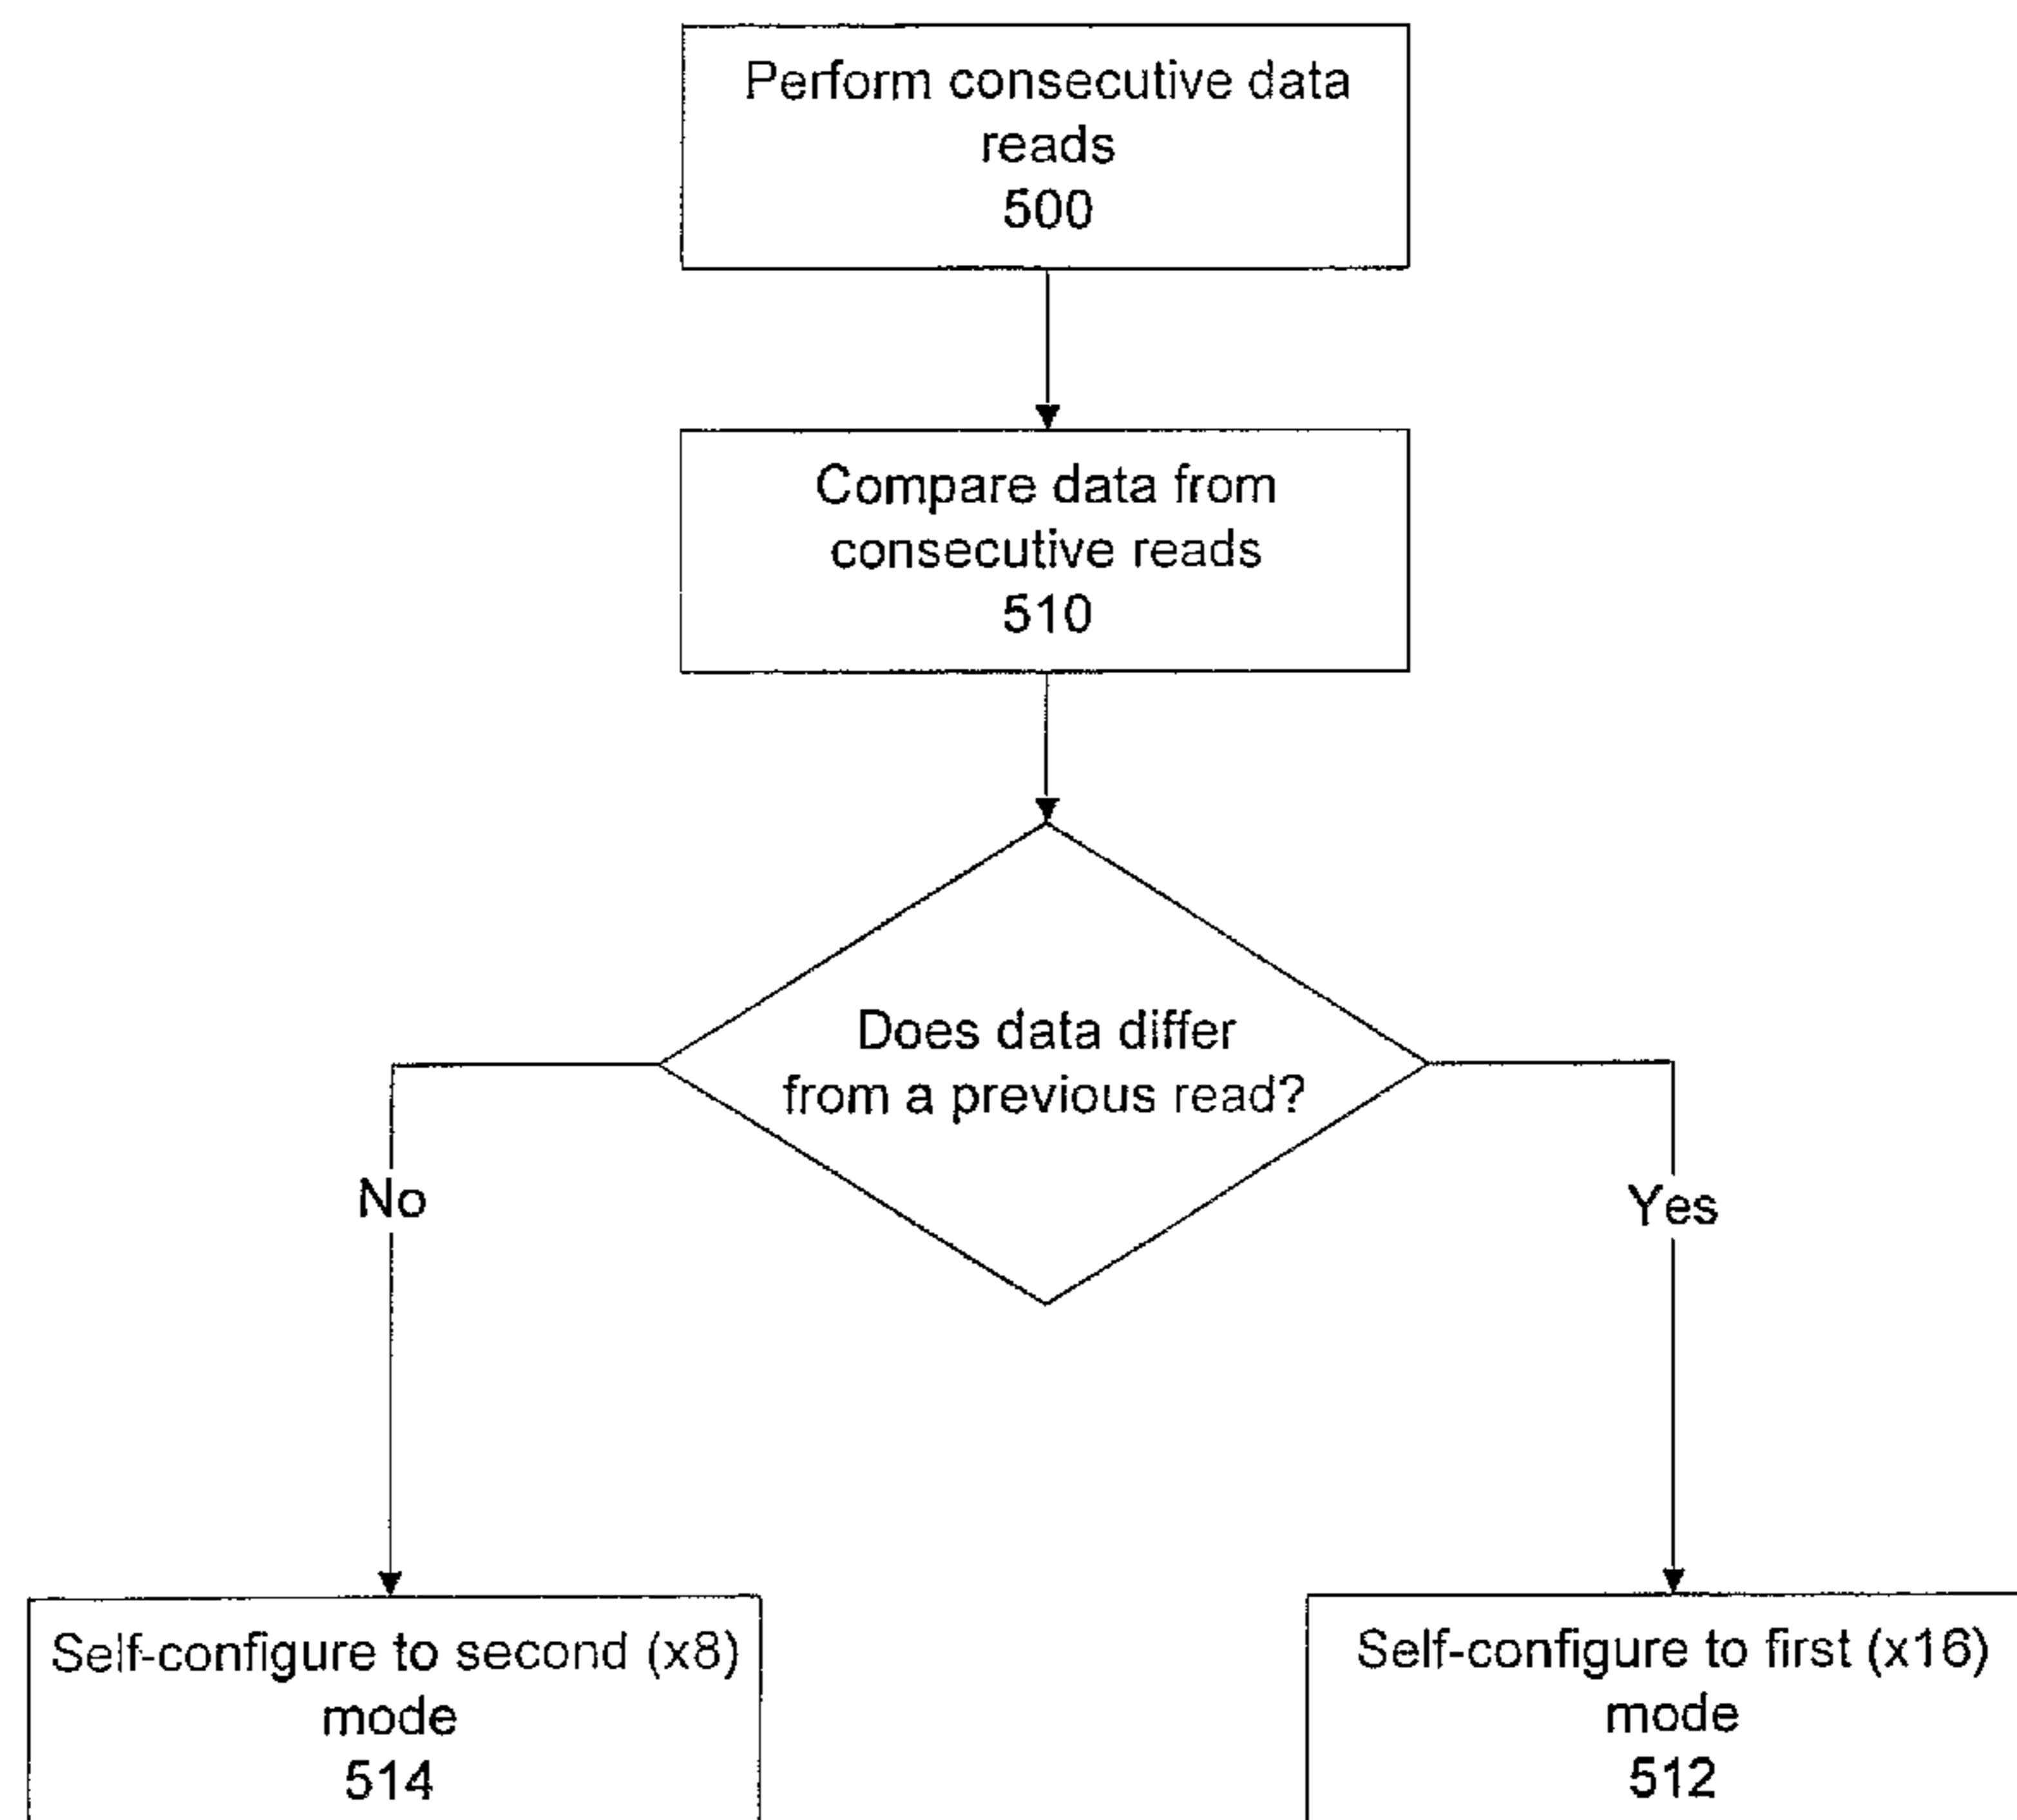 Perform consecutive data
reads
500
Compare data from
consecutive reads
510
Does data differ
from a previous read?
No
Yes
Self-configure to second (x8)
mode
514
Self-configure to first (x16)
mode
512